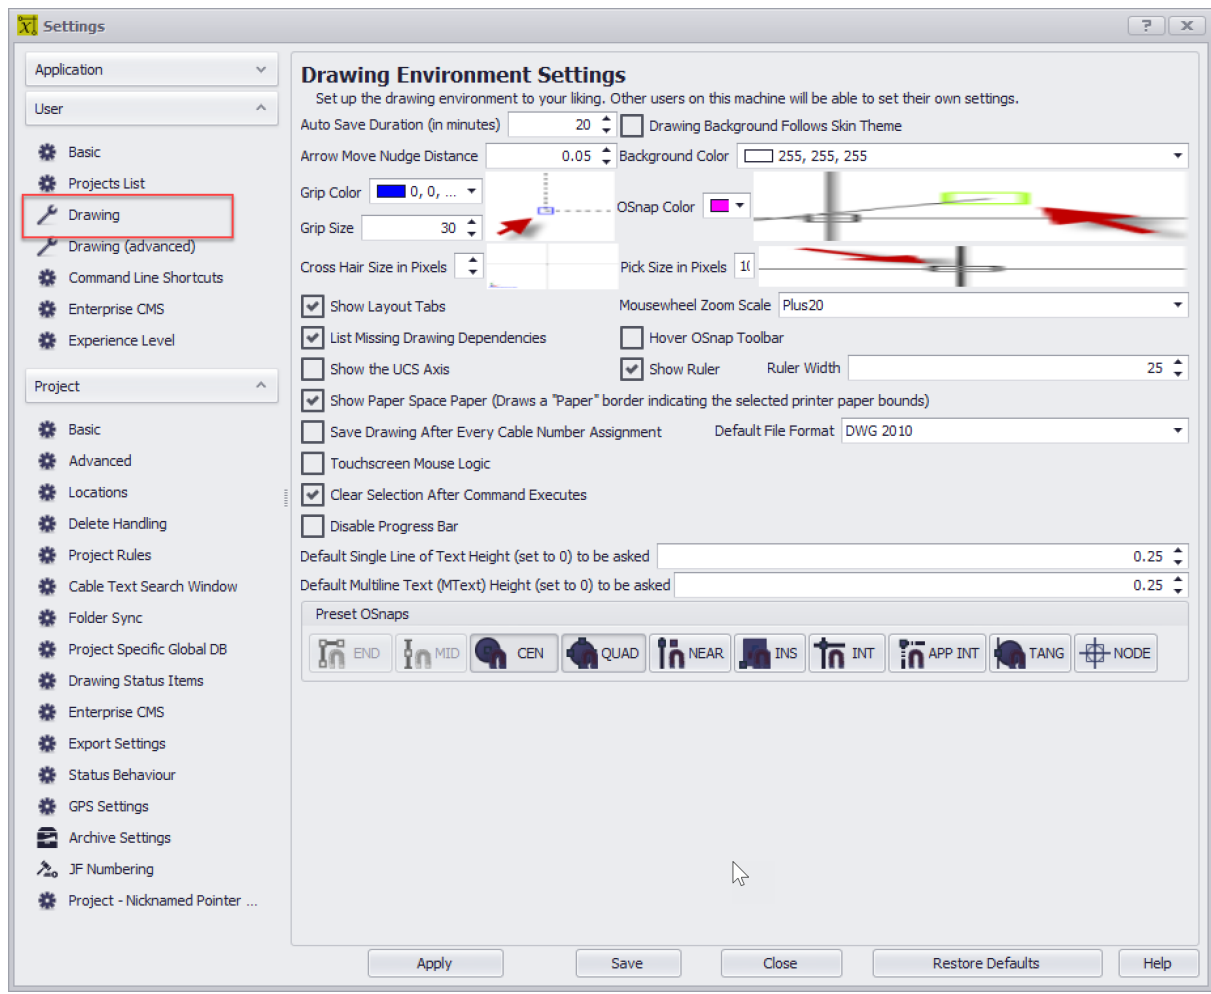 Settings
?
Application
User
Basic
Projects List
Drawing
Drawing (advanced)
Command Line Shortcuts
Enterprise CMS
Experience Level
Project
Basic
Advanced
Locations
Delete Handling
Project Rules
Cable Text Search Window
Folder Sync
Project Specific Global DB
Drawing Status Items
Enterprise CMS
Export Settings
Status Behaviour
GPS Settings
Archive Settings
JF Numbering
Project - Nicknamed Pointer ...
Drawing Environment Settings
Set up the drawing environment to your liking. Other users on this machine will be able to set their own settings.
Auto Save Duration (in minutes) 20 Drawing Background Follows Skin Theme
Arrow Move Nudge Distance 0.05 Background Color 255, 255, 255
Grip Color 0, 0, ... OSnap Color
Grip Size 30
Cross Hair Size in Pixels Pick Size in Pixels
Show Layout Tabs Mousewheel Zoom Scale Plus20
List Missing Drawing Dependencies Hover OSnap Toolbar
Show the UCS Axis Show Ruler Ruler Width 25
Show Paper Space Paper (Draws a "Paper" border indicating the selected printer paper bounds)
Save Drawing After Every Cable Number Assignment Default File Format DWG 2010
Touchscreen Mouse Logic
Clear Selection After Command Executes
Disable Progress Bar
Default Single Line of Text Height (set to 0) to be asked 0.25
Default Multiline Text (MText) Height (set to 0) to be asked 0.25
Preset OSnaps
END MID CEN QUAD NEAR INS INT APP INT TANG NODE
Apply Save Close Restore Defaults Help